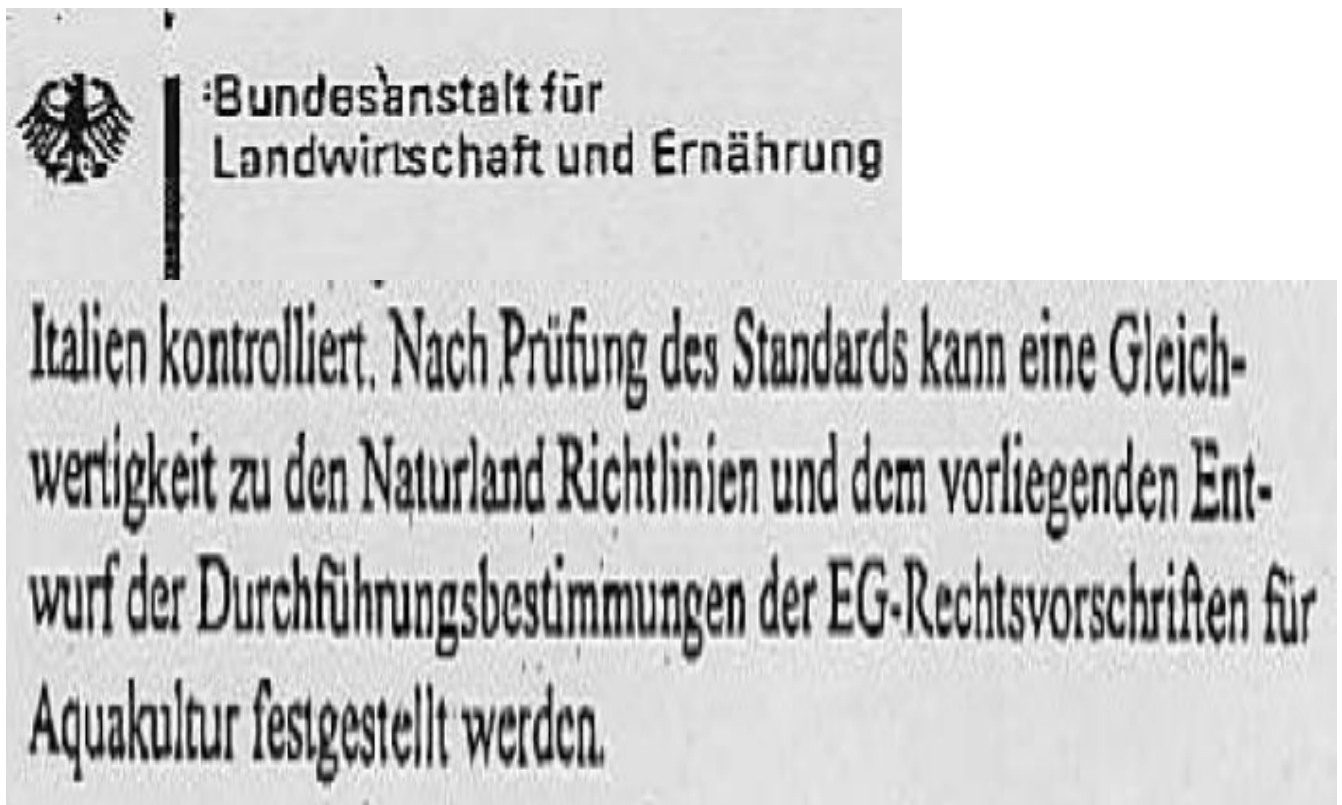 Bundesanstalt für
Landwirtschaft und Ernährung
Italien kontrolliert. Nach Prüfung des Standards kann eine Gleich-
wertigkeit zu den Naturland Richtlinien und dem vorliegenden Ent-
wurf der Durchführungsbestimmungen der EG-Rechtsvorschriften für
Aquakultur festgestellt werden.